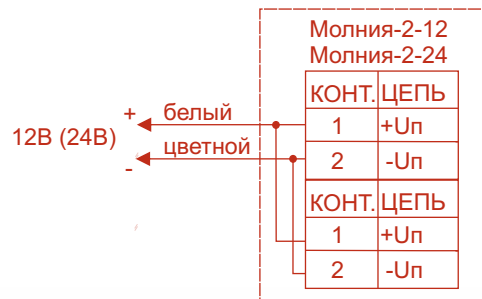 Молния-2-12
Молния-2-24
КОНТ. ЦЕПЬ
+ белый 1 +Uп
12В (24В)
- цветной 2 -Uп
КОНТ. ЦЕПЬ
1 +Uп
2 -Uп